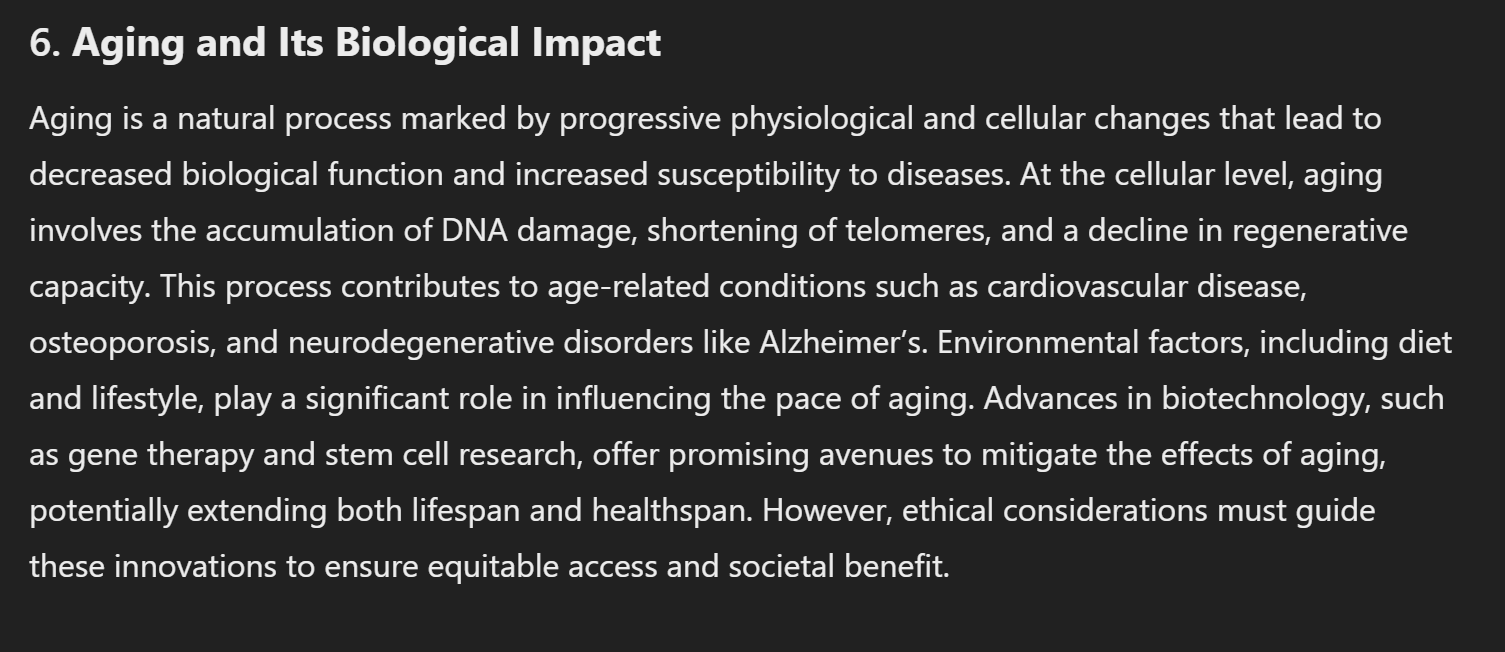 6. Aging and Its Biological Impact
Aging is a natural process marked by progressive physiological and cellular changes that lead to
decreased biological function and increased susceptibility to diseases. At the cellular level, aging
involves the accumulation of DNA damage, shortening of telomeres, and a decline in regenerative
capacity. This process contributes to age-related conditions such as cardiovascular disease,
osteoporosis, and neurodegenerative disorders like Alzheimer’s. Environmental factors, including diet
and lifestyle, play a significant role in influencing the pace of aging. Advances in biotechnology, such
as gene therapy and stem cell research, offer promising avenues to mitigate the effects of aging,
potentially extending both lifespan and healthspan. However, ethical considerations must guide
these innovations to ensure equitable access and societal benefit.